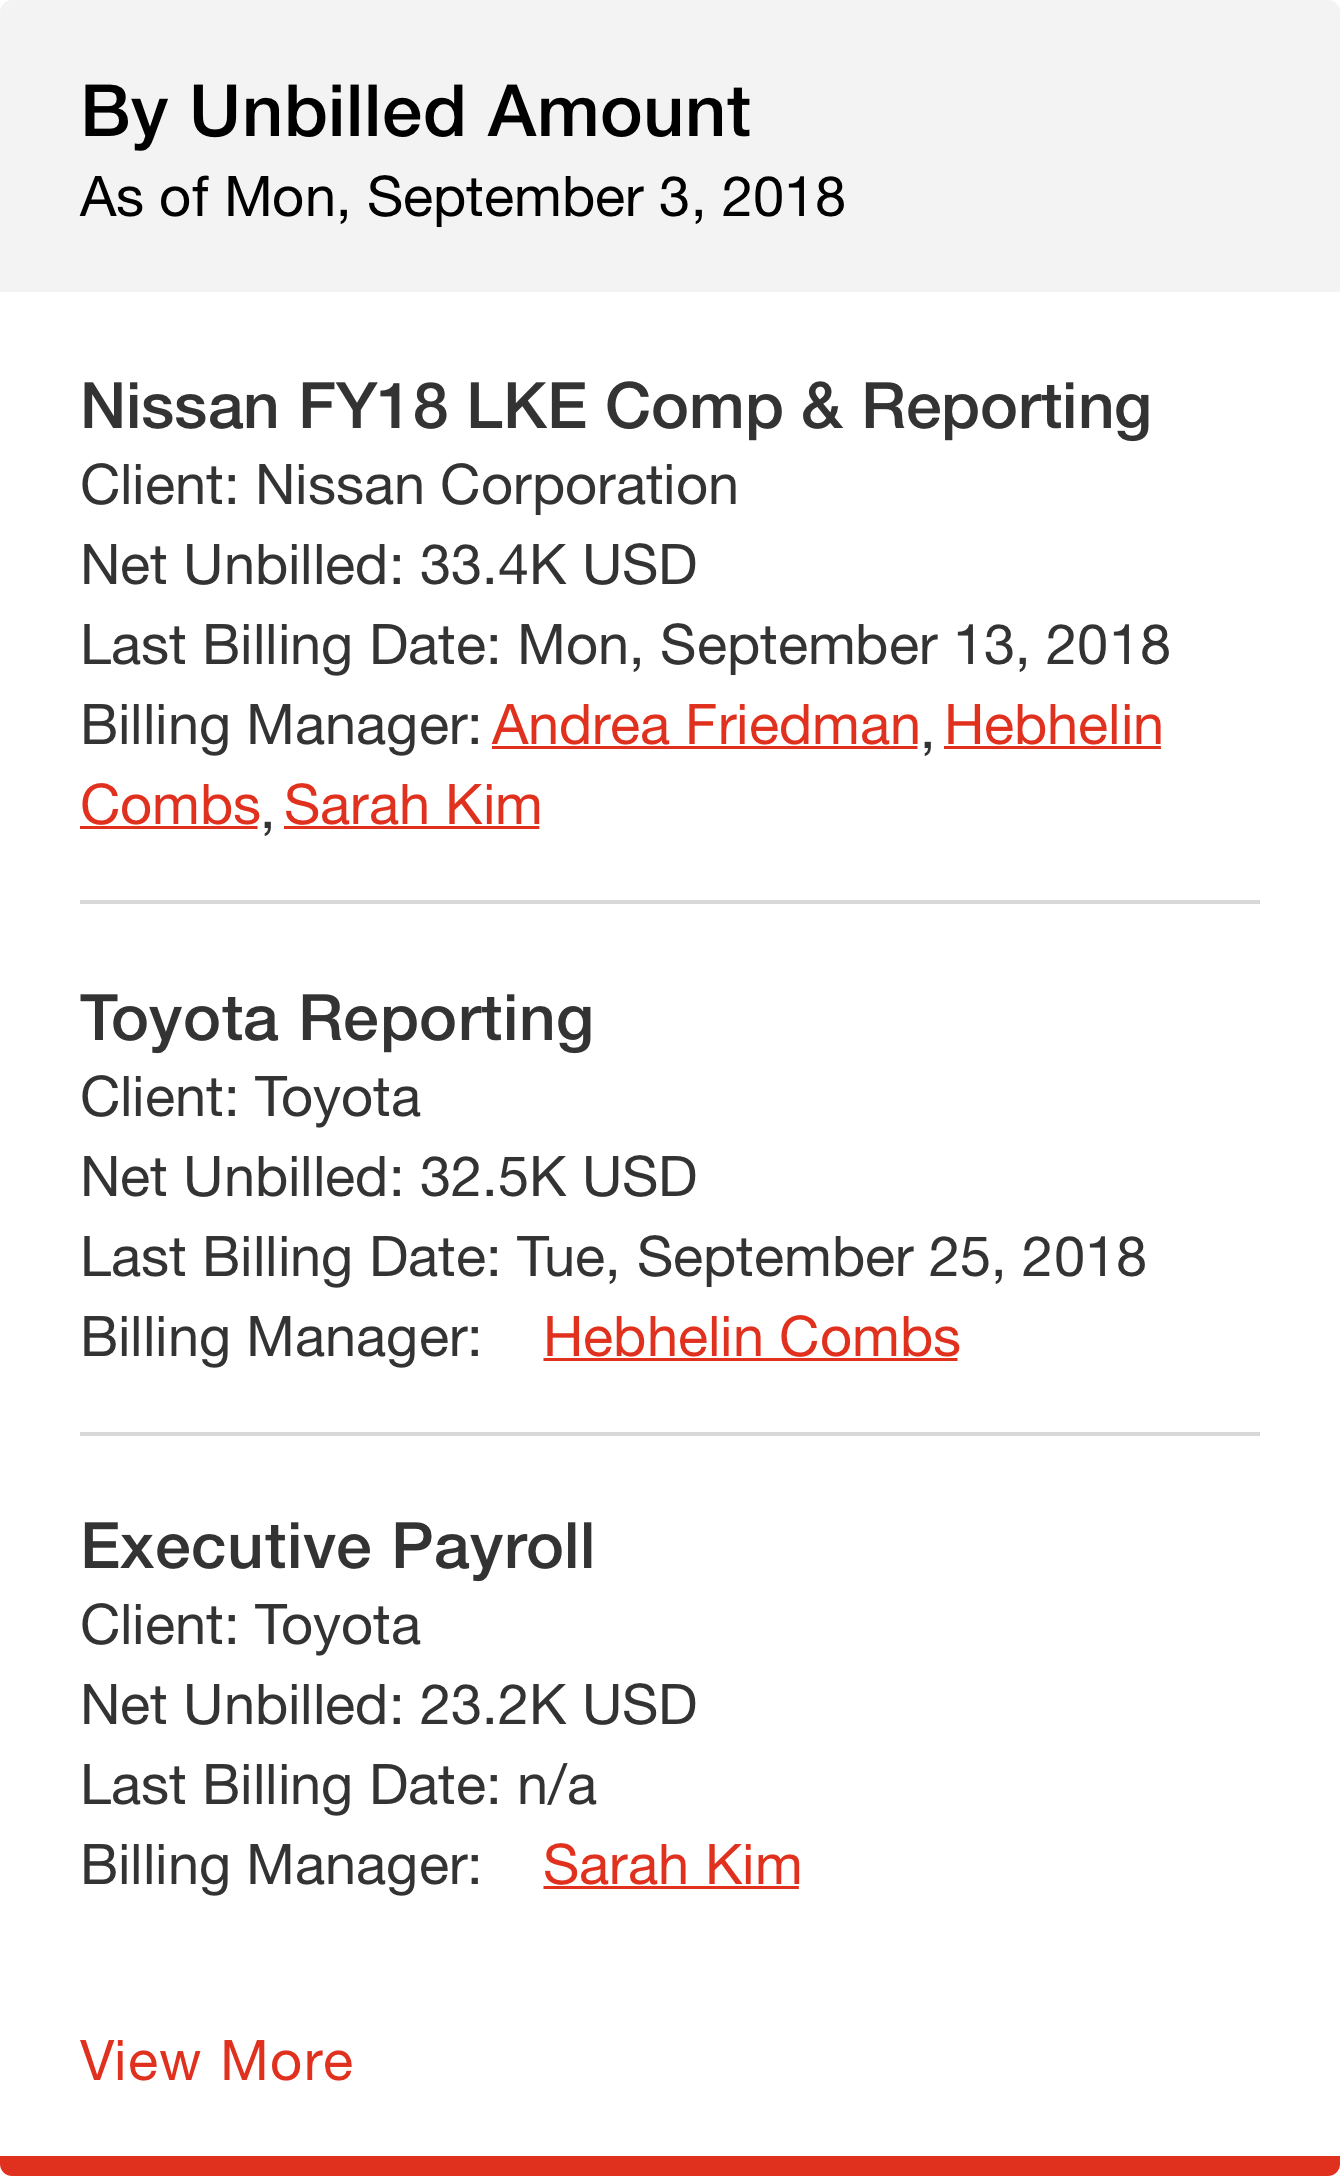 By Unbilled Amount
As of Mon, September 3, 2018
Nissan FY18 LKE Comp & Reporting
Client: Nissan Corporation
Net Unbilled: 33.4K USD
Last Billing Date: Mon, September 13, 2018
Billing Manager: Andrea Friedman, Hebhelin
Combs, Sarah Kim
Toyota Reporting
Client: Toyota
Net Unbilled: 32.5K USD
Last Billing Date: Tue, September 25, 2018
Billing Manager: Hebhelin Combs
Executive Payroll
Client: Toyota
Net Unbilled: 23.2K USD
Last Billing Date: n/a
Billing Manager: Sarah Kim
View More